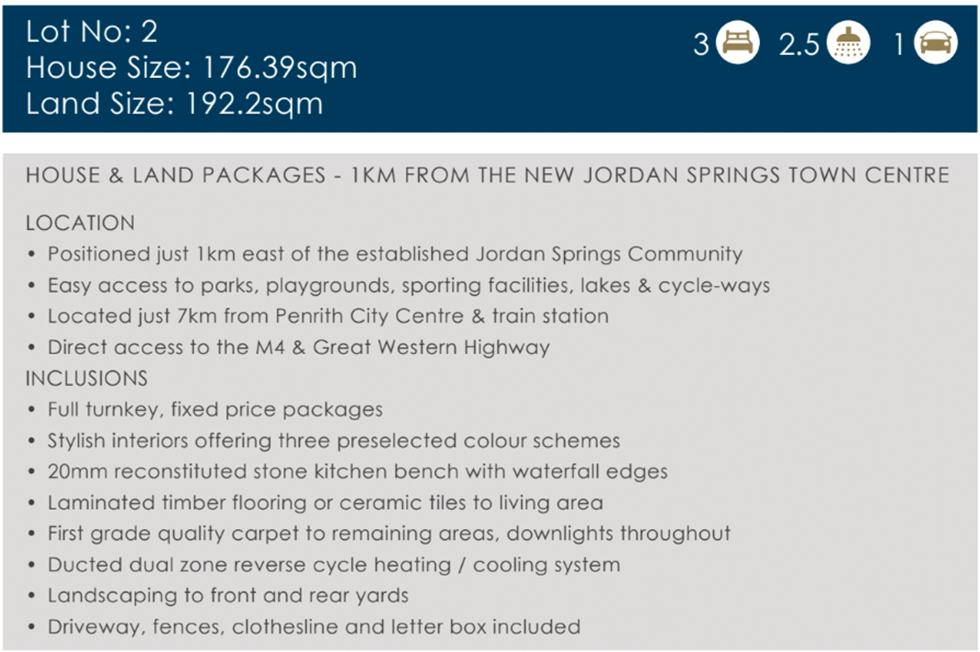 Lot No: 2
House Size: 176.39sqm
Land Size: 192.2sqm
3 2.5 1
HOUSE & LAND PACKAGES - 1KM FROM THE NEW JORDAN SPRINGS TOWN CENTRE
LOCATION
• Positioned just 1km east of the established Jordan Springs Community
• Easy access to parks, playgrounds, sporting facilities, lakes & cycle-ways
• Located just 7km from Penrith City Centre & train station
• Direct access to the M4 & Great Western Highway
INCLUSIONS
• Full turnkey, fixed price packages
• Stylish interiors offering three preselected colour schemes
• 20mm reconstituted stone kitchen bench with waterfall edges
• Laminated timber flooring or ceramic tiles to living area
• First grade quality carpet to remaining areas, downlights throughout
• Ducted dual zone reverse cycle heating / cooling system
• Landscaping to front and rear yards
• Driveway, fences, clothesline and letter box included